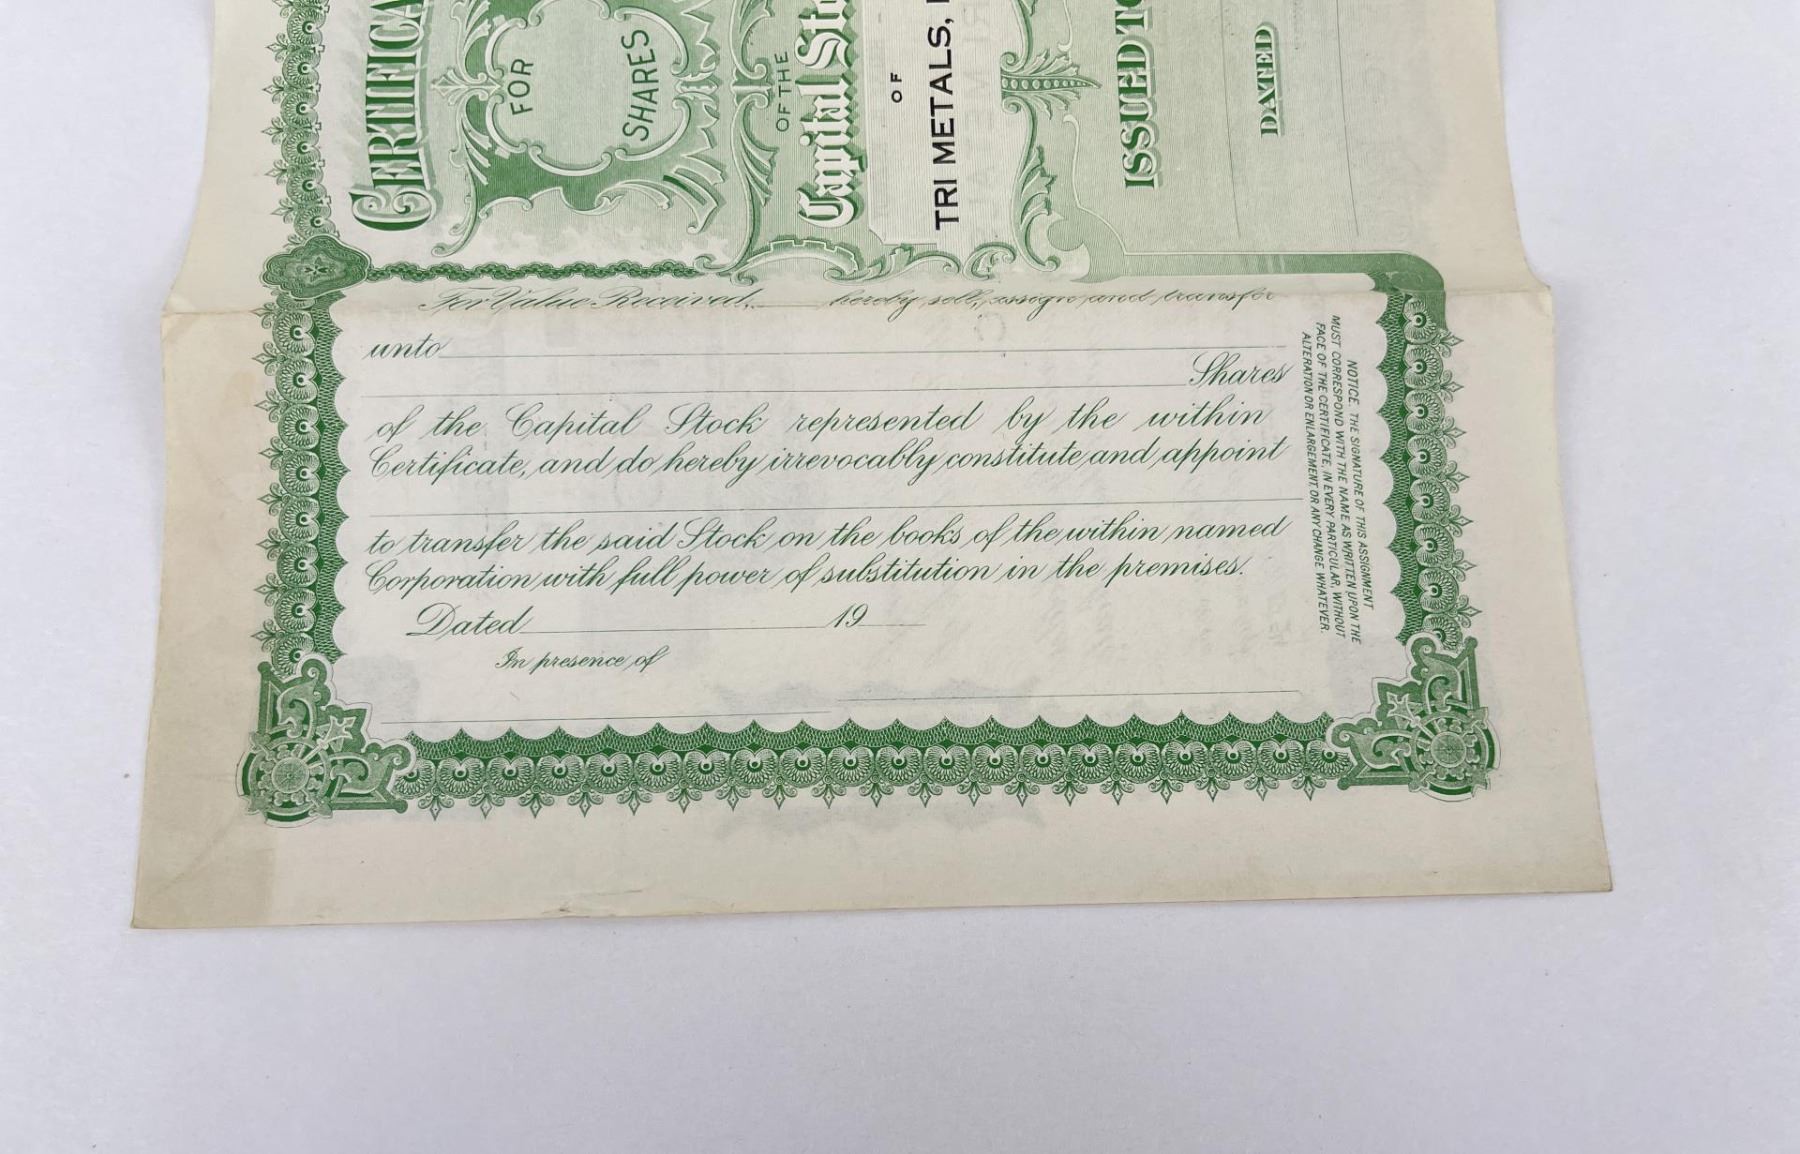 CERTIFICA
FOR
SHARES
OF THE
Capital Sto
OF
TRI METALS,
ISSUED TO
DATED
For Value Received, hereby sell, assign and transfer
unto
Shares
of the Capital Stock represented by the within
Certificate, and do hereby irrevocably constitute and appoint
to transfer the said Stock on the books of the within named
Corporation with full power of substitution in the premises.
Dated 19
In presence of
NOTICE. THE SIGNATURE OF THIS ASSIGNMENT
MUST CORRESPOND WITH THE NAME AS WRITTEN UPON THE
FACE OF THE CERTIFICATE, IN EVERY PARTICULAR, WITHOUT
ALTERATION OR ENLARGEMENT, OR ANY CHANGE WHATEVER.